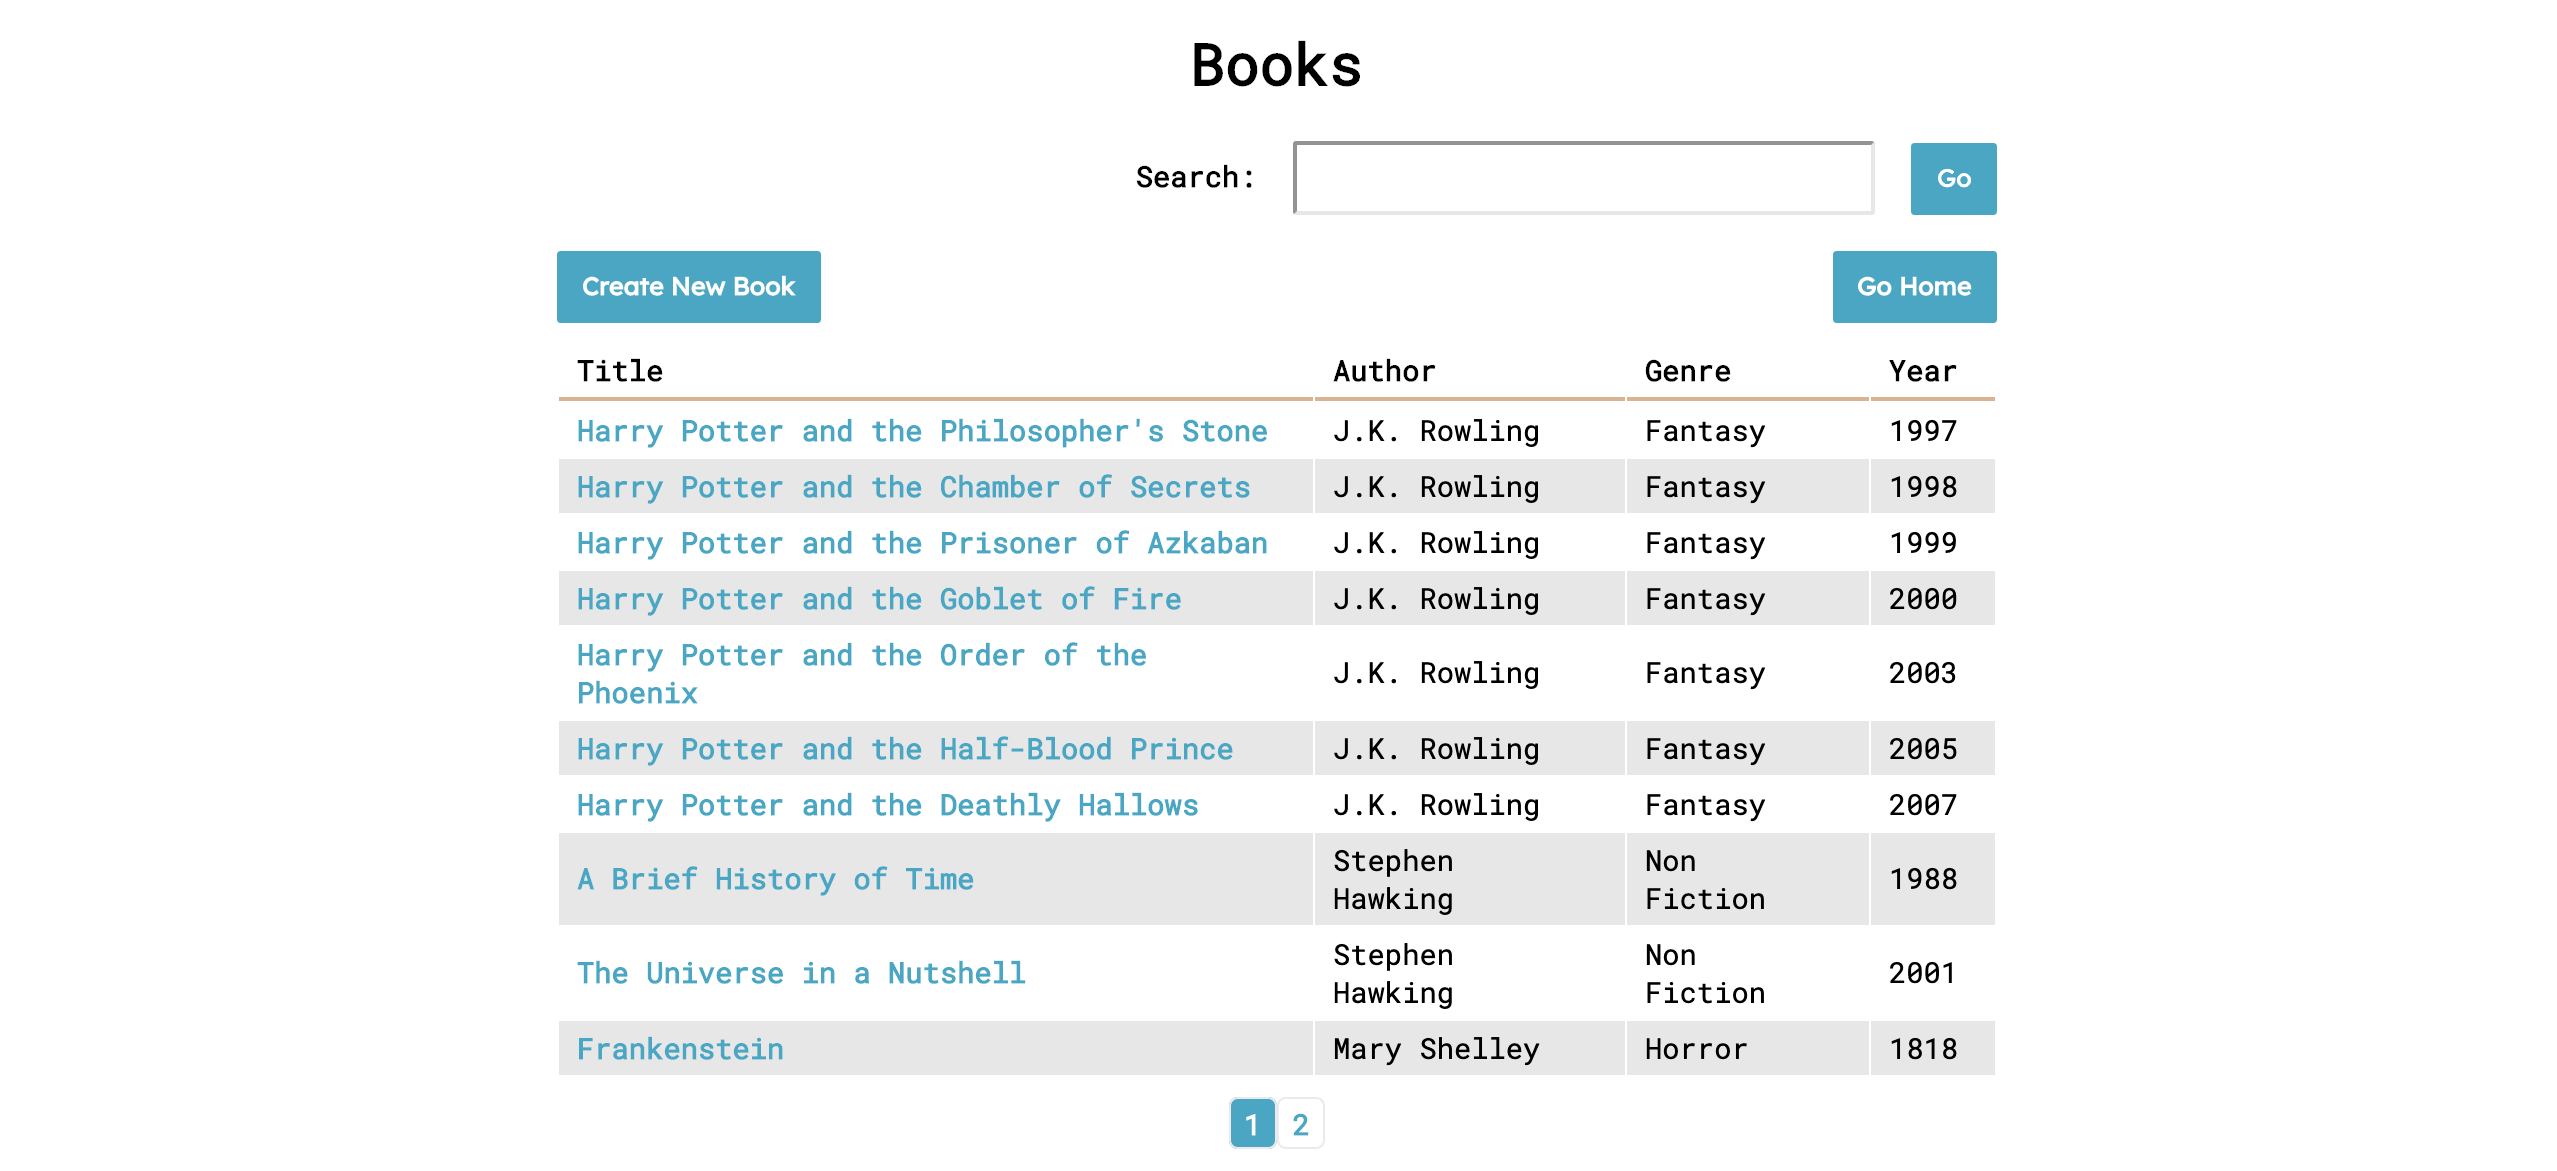 Books
Search:
Go
Create New Book
Go Home
Title Author Genre Year
Harry Potter and the Philosopher's Stone J.K. Rowling Fantasy 1997
Harry Potter and the Chamber of Secrets J.K. Rowling Fantasy 1998
Harry Potter and the Prisoner of Azkaban J.K. Rowling Fantasy 1999
Harry Potter and the Goblet of Fire J.K. Rowling Fantasy 2000
Harry Potter and the Order of the
Phoenix
J.K. Rowling Fantasy 2003
Harry Potter and the Half-Blood Prince J.K. Rowling Fantasy 2005
Harry Potter and the Deathly Hallows J.K. Rowling Fantasy 2007
A Brief History of Time
Stephen
Hawking
Non
Fiction
1988
The Universe in a Nutshell
Stephen
Hawking
Non
Fiction
2001
Frankenstein Mary Shelley Horror 1818
1 2